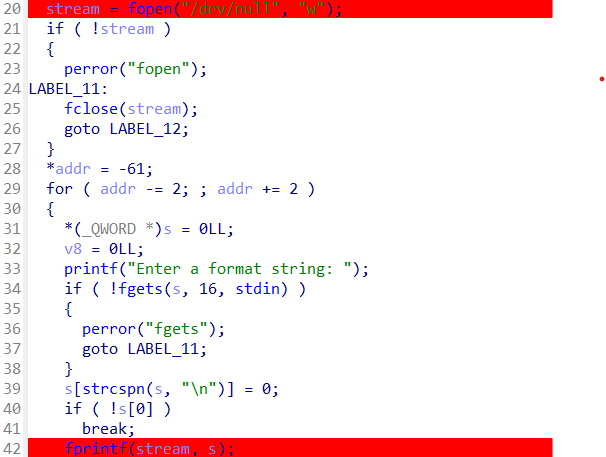 20 stream = fopen("/dev/null", "w");
21 if ( !stream )
22 {
23 perror("fopen");
24 LABEL_11:
25 fclose(stream);
26 goto LABEL_12;
27 }
28 *addr = -61;
29 for ( addr -= 2; ; addr += 2 )
30 {
31 *(_QWORD *)s = 0LL;
32 v8 = 0LL;
33 printf("Enter a format string: ");
34 if ( !fgets(s, 16, stdin) )
35 {
36 perror("fgets");
37 goto LABEL_11;
38 }
39 s[strcspn(s, "\n")] = 0;
40 if ( !s[0] )
41 break;
42 fprintf(stream, s);